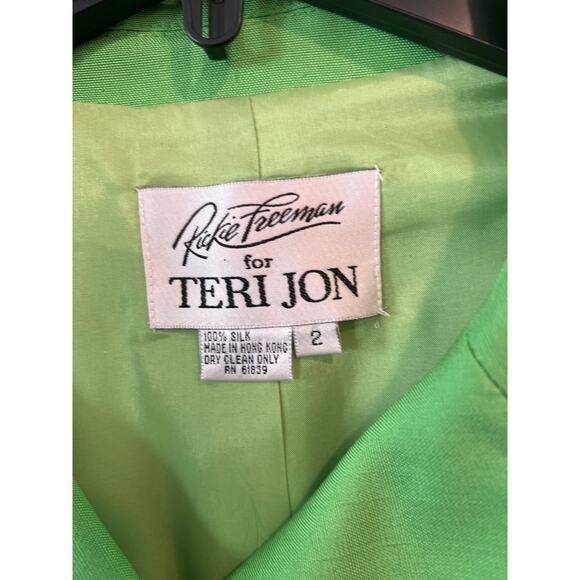 Rickie Freeman
for
TERI JON
100% SILK
MADE IN HONG KONG
DRY CLEAN ONLY
RN 61839
2